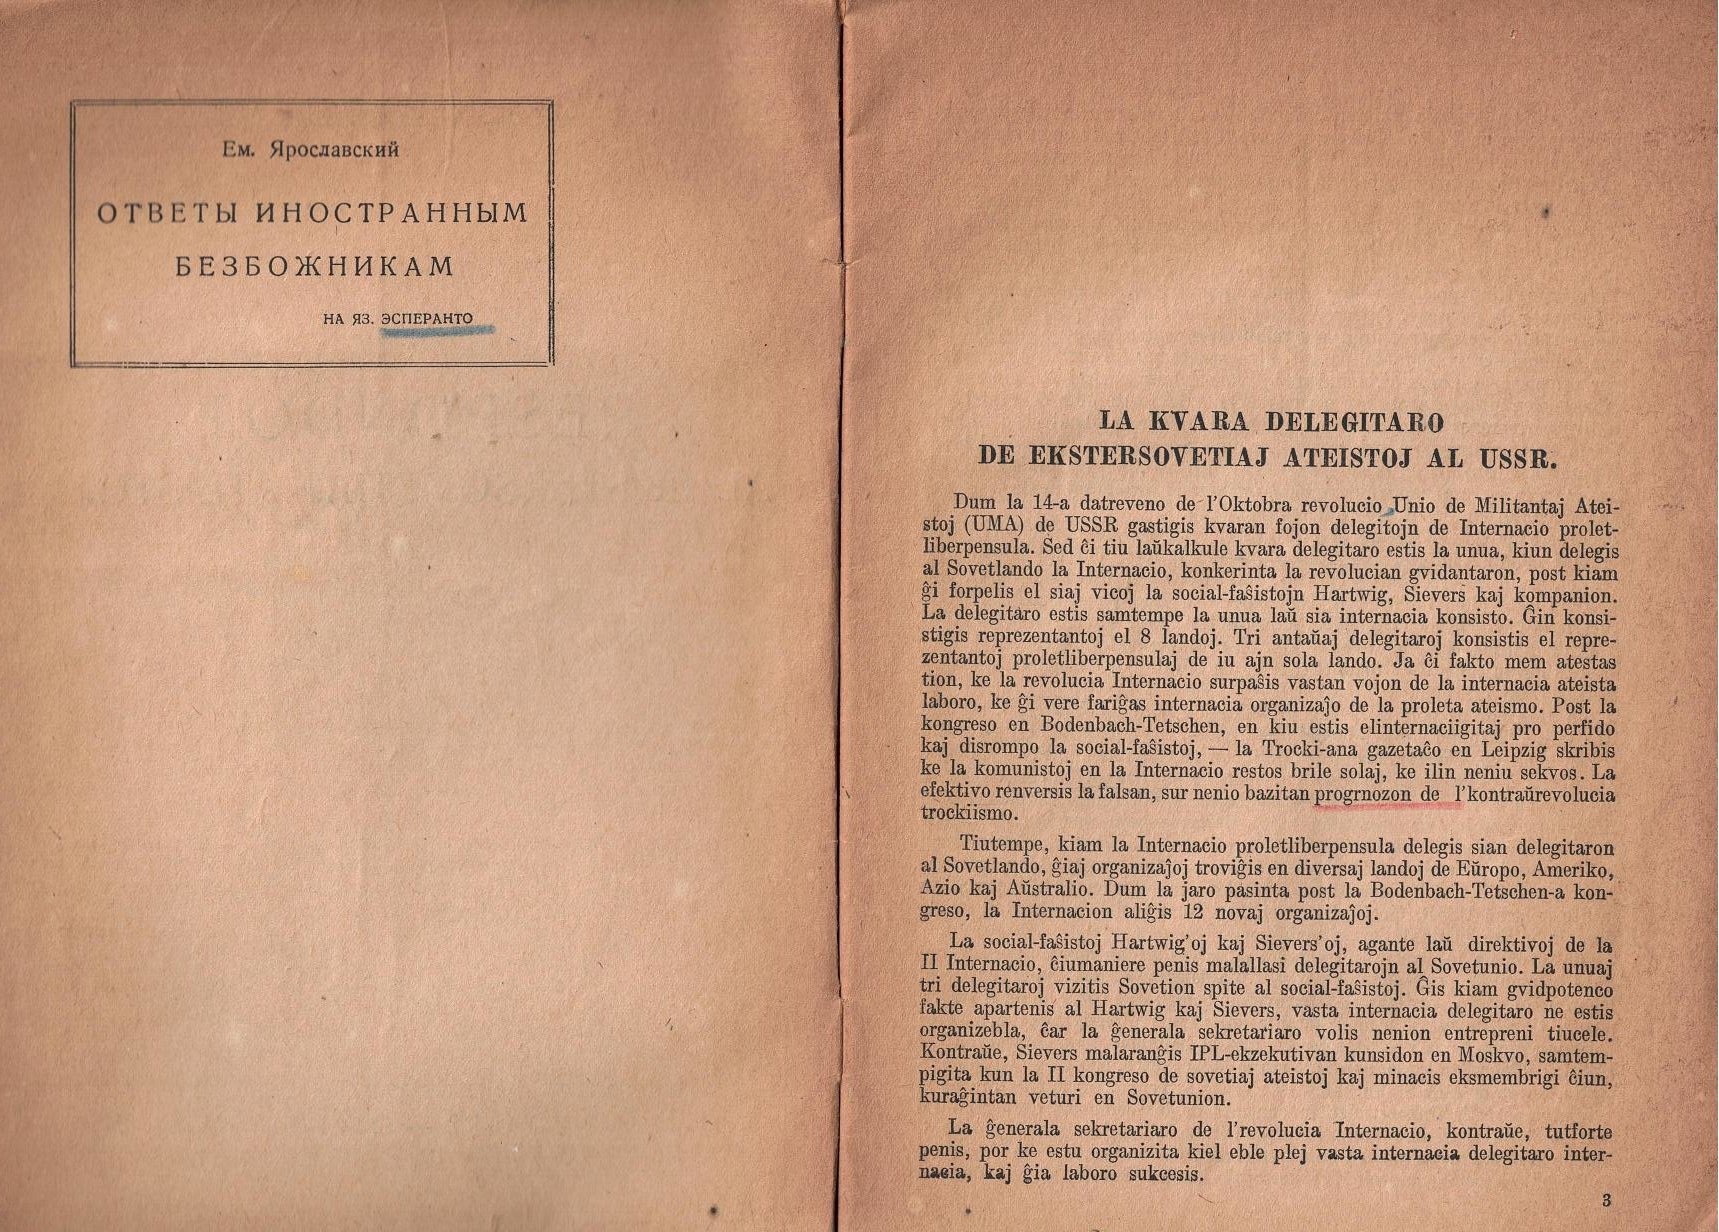 Ем. Ярославский
ОТВЕТЫ ИНОСТРАННЫМ
БЕЗБОЖНИКАМ
НА ЯЗ. ЭСПЕРАНТО
LA KVARA DELEGITARO
DE EKSTERSOVETIAJ ATEISTOJ AL USSR.
Dum la 14-a datreveno de l'Oktobra revolucio Unio de Militantaj Atei-
stoj (UMA) de USSR gastigis kvaran fojon delegitojn de Internacio prolet-
liberpensula. Sed ĉi tiu laŭkalkule kvara delegitaro estis la unua, kiun delegis
al Sovetlando la Internacio, konkerinta la revolucian gvidantaron, post kiam
ĝi forpelis el siaj vicoj la social-faŝistojn Hartwig, Sievers kaj kompanion.
La delegitaro estis samtempe la unua laŭ sia internacia konsisto. Ĝin konsi-
stigis reprezentantoj el 8 landoj. Tri antaŭaj delegitaroj konsistis el repre-
zentantoj proletliberpensulaj de iu ajn sola lando. Ja ĉi fakto mem atestas
tion, ke la revolucia Internacio surpaŝis vastan vojon de la internacia ateista
laboro, ke ĝi vere fariĝas internacia organizaĵo de la proleta ateismo. Post la
kongreso en Bodenbach-Tetschen, en kiu estis elinternaciigitaj pro perfido
kaj disrompo la social-faŝistoj, — la Trocki-ana gazetaĉo en Leipzig skribis
ke la komunistoj en la Internacio restos brile solaj, ke ilin neniu sekvos. La
efektivo renversis la falsan, sur nenio bazitan progrnozon de l'kontraŭrevolucia
trockiismo.
Tiutempe, kiam la Internacio proletliberpensula delegis sian delegitaron
al Sovetlando, ĝiaj organizaĵoj troviĝis en diversaj landoj de Eŭropo, Ameriko,
Azio kaj Aŭstralio. Dum la jaro pasinta post la Bodenbach-Tetschen-a kon-
greso, la Internacion aliĝis 12 novaj organizaĵoj.
La social-faŝistoj Hartwig'oj kaj Sievers'oj, agante laŭ direktivoj de la
II Internacio, ĉiumaniere penis malallasi delegitarojn al Sovetunio. La unuaj
tri delegitaroj vizitis Sovetion spite al social-faŝistoj. Ĝis kiam gvidpotenco
fakte apartenis al Hartwig kaj Sievers, vasta internacia delegitaro ne estis
organizebla, ĉar la ĝenerala sekretariaro volis nenion entrepreni tiucele.
Kontraŭe, Sievers malaranĝis IPL-ekzekutivan kunsidon en Moskvo, samtem-
pigita kun la II kongreso de sovetiaj ateistoj kaj minacis eksmembrigi ĉiun,
kuraĝintan veturi en Sovetunion.
La ĝenerala sekretariaro de l'revolucia Internacio, kontraŭe, tutforte
penis, por ke estu organizita kiel eble plej vasta internacia delegitaro inter-
nacia, kaj ĝia laboro sukcesis.
3